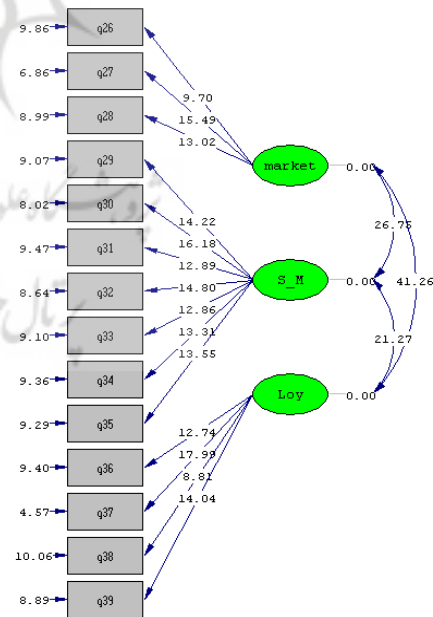 9.86 q26
6.86 q27
9.70
8.99 q28
15.49
13.02
9.07 q29
market 0.00
8.02 q30
14.22
26.75
9.47 q31
16.18
12.89
S_M 0.00 41.26
8.64 q32
14.80
12.86
9.10 q33
13.31
21.27
9.36 q34
13.55
Loy 0.00
9.29 q35
12.74
9.40 q36
17.99
8.81
4.57 q37
14.04
10.06 q38
8.89 q39